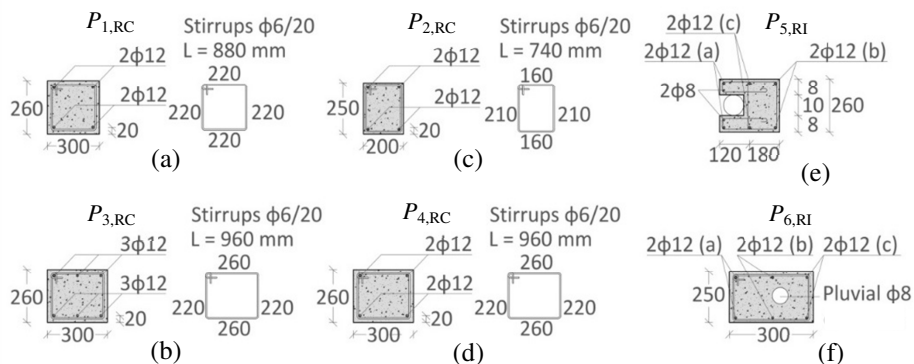 P1,RC
Stirrups ϕ6/20
L = 880 mm
2ϕ12
2ϕ12
260
300
20
220
220
220
220
(a)
P2,RC
Stirrups ϕ6/20
L = 740 mm
2ϕ12
2ϕ12
250
200
20
160
210
210
160
(c)
P5,RI
2ϕ12 (c)
2ϕ12 (a)
2ϕ12 (b)
2ϕ8
8
10
8
260
120
180
(e)
P3,RC
Stirrups ϕ6/20
L = 960 mm
3ϕ12
3ϕ12
260
300
20
260
220
220
260
(b)
P4,RC
Stirrups ϕ6/20
L = 960 mm
2ϕ12
2ϕ12
260
300
20
260
220
220
260
(d)
P6,RI
2ϕ12 (a)
2ϕ12 (b)
2ϕ12 (c)
Pluvial ϕ8
250
300
(f)